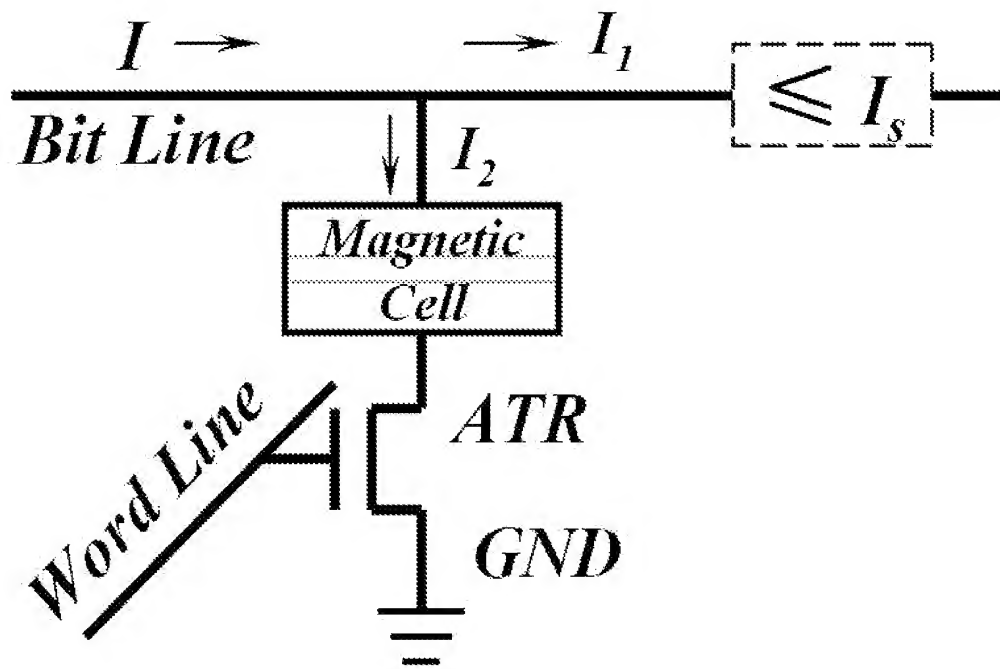 I → → I₁
≤ Iₛ
Bit Line
↓ I₂
Magnetic
Cell
Word Line
ATR
GND